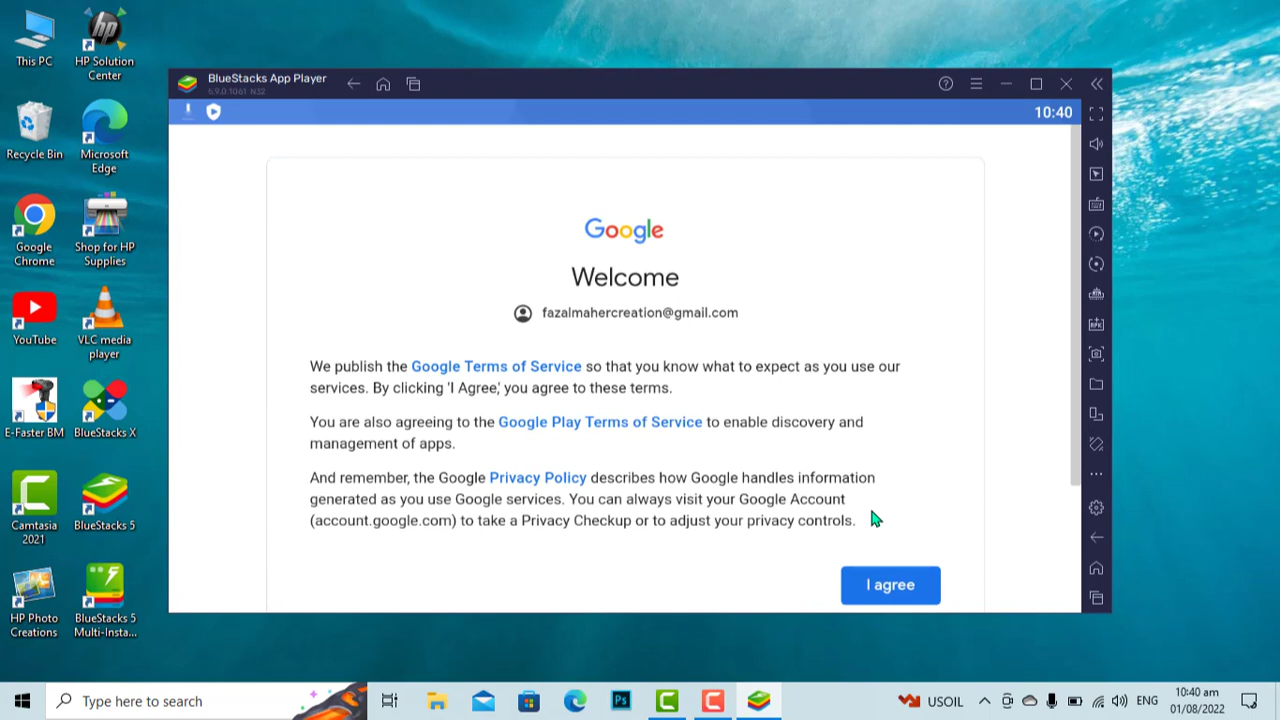 This PC
HP Solution
Center
Recycle Bin
Microsoft
Edge
Google
Chrome
Shop for HP
Supplies
YouTube
VLC media
player
E-Faster BM
BlueStacks X
Camtasia
2021
BlueStacks 5
HP Photo
Creations
BlueStacks 5
Multi-Insta...
BlueStacks App Player
5.9.0.1061 N32
10:40
Google
Welcome
fazalmahercreation@gmail.com
We publish the Google Terms of Service so that you know what to expect as you use our
services. By clicking 'I Agree,' you agree to these terms.
You are also agreeing to the Google Play Terms of Service to enable discovery and
management of apps.
And remember, the Google Privacy Policy describes how Google handles information
generated as you use Google services. You can always visit your Google Account
(account.google.com) to take a Privacy Checkup or to adjust your privacy controls.
I agree
Type here to search
USOIL
ENG
10:40 am
01/08/2022